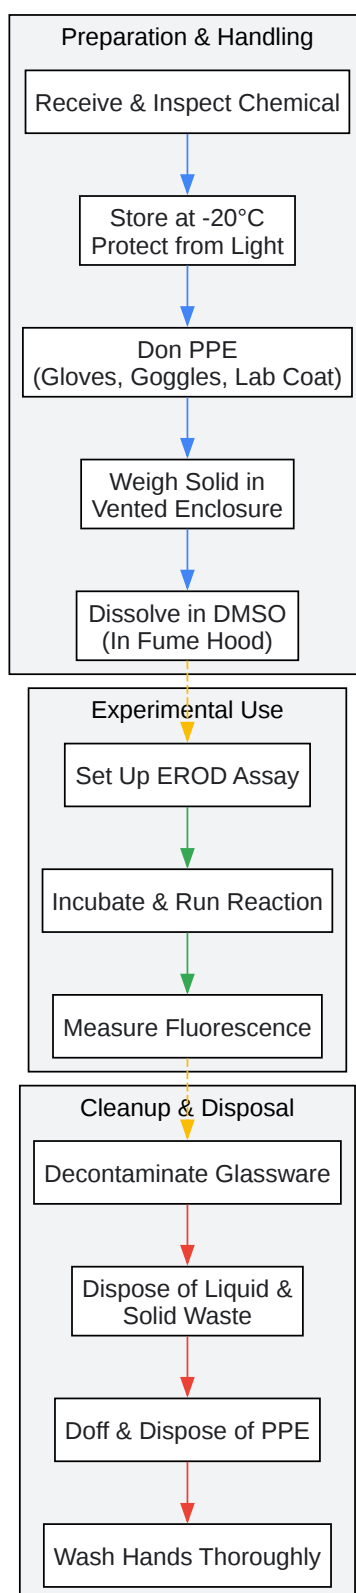 Preparation & Handling
Receive & Inspect Chemical
Store at -20°C
Protect from Light
Don PPE
(Gloves, Goggles, Lab Coat)
Weigh Solid in
Vented Enclosure
Dissolve in DMSO
(In Fume Hood)
Experimental Use
Set Up EROD Assay
Incubate & Run Reaction
Measure Fluorescence
Cleanup & Disposal
Decontaminate Glassware
Dispose of Liquid &
Solid Waste
Doff & Dispose of PPE
Wash Hands Thoroughly